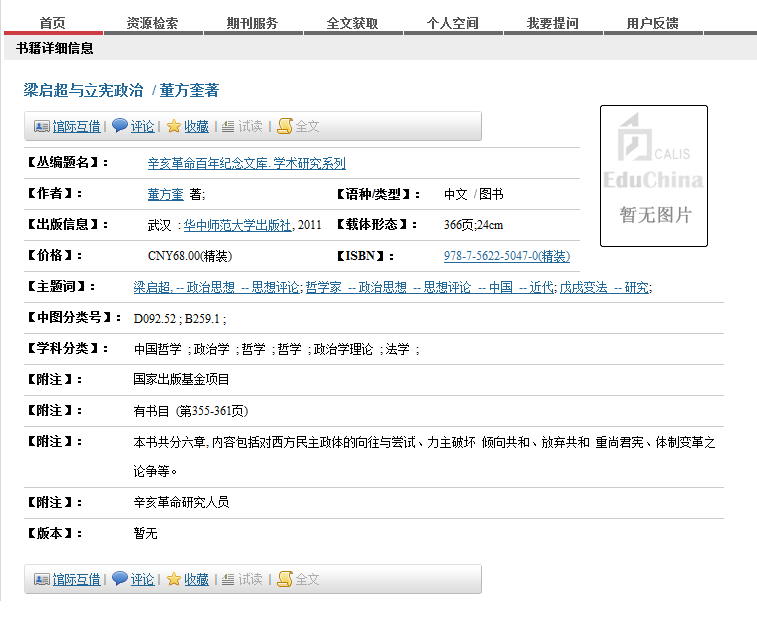 首页 资源检索 期刊服务 全文获取 个人空间 我要提问 用户反馈
书籍详细信息
梁启超与立宪政治 / 董方奎著
馆际互借 | 评论 | 收藏 | 试读 | 全文
CALIS
EduChina
暂无图片
【丛编题名】： 辛亥革命百年纪念文库. 学术研究系列
【作者】： 董方奎 著; 【语种/类型】： 中文 / 图书
【出版信息】： 武汉 : 华中师范大学出版社, 2011 【载体形态】： 366页;24cm
【价格】： CNY68.00(精装) 【ISBN】： 978-7-5622-5047-0(精装)
【主题词】： 梁启超, -- 政治思想 -- 思想评论; 哲学家 -- 政治思想 -- 思想评论 -- 中国 -- 近代; 戊戌变法 -- 研究;
【中图分类号】： D092.52 ; B259.1 ;
【学科分类】： 中国哲学 ; 政治学 ; 哲学 ; 哲学 ; 政治学理论 ; 法学 ;
【附注】： 国家出版基金项目
【附注】： 有书目 (第355-361页)
【附注】： 本书共分六章, 内容包括对西方民主政体的向往与尝试、力主破坏 倾向共和、放弃共和 重尚君宪、体制变革之
论争等。
【附注】： 辛亥革命研究人员
【版本】： 暂无
馆际互借 | 评论 | 收藏 | 试读 | 全文